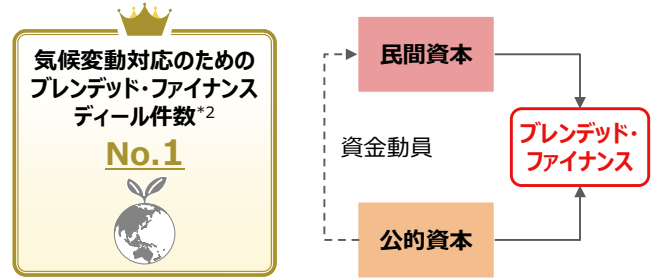 気候変動対応のための
ブレンデッド・ファイナンス
ディール件数*2
No.1
民間資本
資金動員
ブレンデッド・
ファイナンス
公的資本